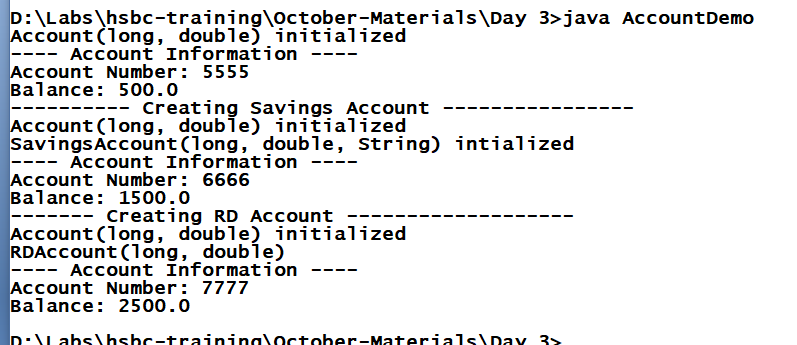 D:\Labs\hsbc-training\October-Materials\Day 3>java AccountDemo
Account(long, double) initialized
---- Account Information ----
Account Number: 5555
Balance: 500.0
---------- Creating Savings Account ----------------
Account(long, double) initialized
SavingsAccount(long, double, String) intialized
---- Account Information ----
Account Number: 6666
Balance: 1500.0
------- Creating RD Account -------------------
Account(long, double) initialized
RDAccount(long, double)
---- Account Information ----
Account Number: 7777
Balance: 2500.0
D:\Labs\hsbc-training\October-Materials\Day 3>